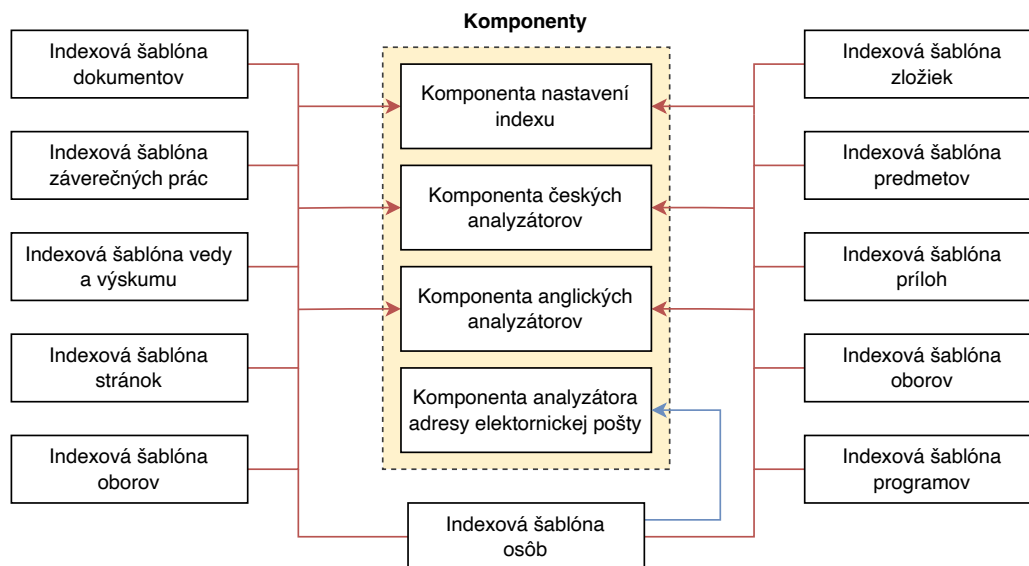 Komponenty
Indexová šablóna
dokumentov
Indexová šablóna
záverečných prác
Indexová šablóna vedy
a výskumu
Indexová šablóna
stránok
Indexová šablóna
oborov
Komponenta nastavení
indexu
Komponenta českých
analyzátorov
Komponenta anglických
analyzátorov
Komponenta analyzátora
adresy elektornickej pošty
Indexová šablóna
osôb
Indexová šablóna
zložiek
Indexová šablóna
predmetov
Indexová šablóna
príloh
Indexová šablóna
oborov
Indexová šablóna
programov